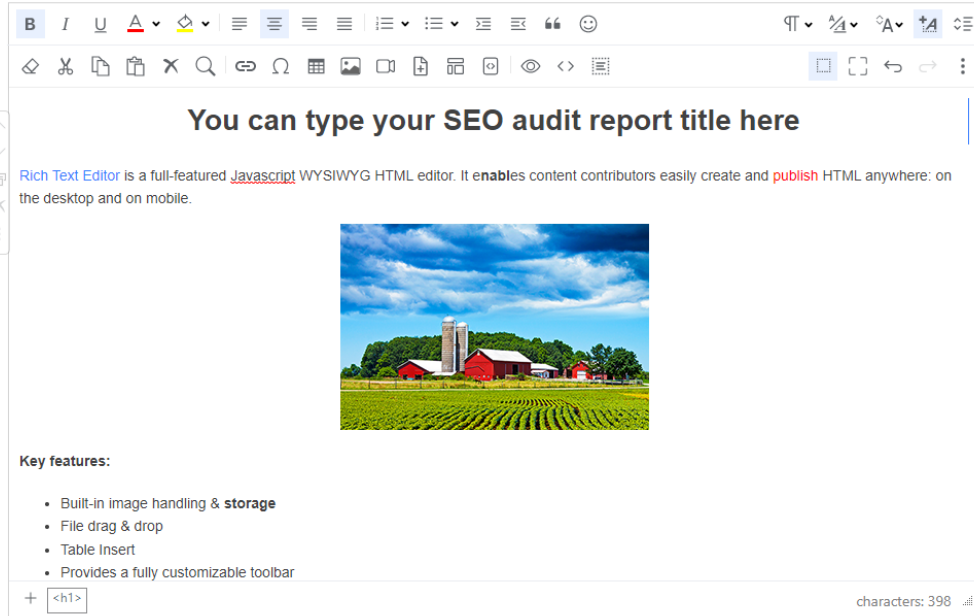 You can type your SEO audit report title here
Rich Text Editor is a full-featured Javascript WYSIWYG HTML editor. It enables content contributors easily create and publish HTML anywhere: on
the desktop and on mobile.
Key features:
Built-in image handling & storage
File drag & drop
Table Insert
Provides a fully customizable toolbar
<h1>
characters: 398